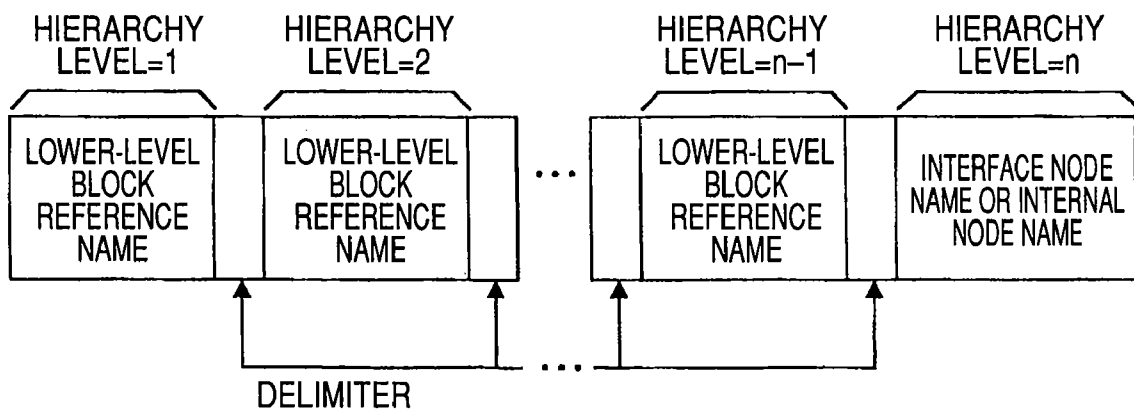 HIERARCHY
LEVEL=1
HIERARCHY
LEVEL=2
HIERARCHY
LEVEL=n–1
HIERARCHY
LEVEL=n
LOWER-LEVEL
BLOCK
REFERENCE
NAME
LOWER-LEVEL
BLOCK
REFERENCE
NAME
...
LOWER-LEVEL
BLOCK
REFERENCE
NAME
INTERFACE NODE
NAME OR INTERNAL
NODE NAME
...
DELIMITER